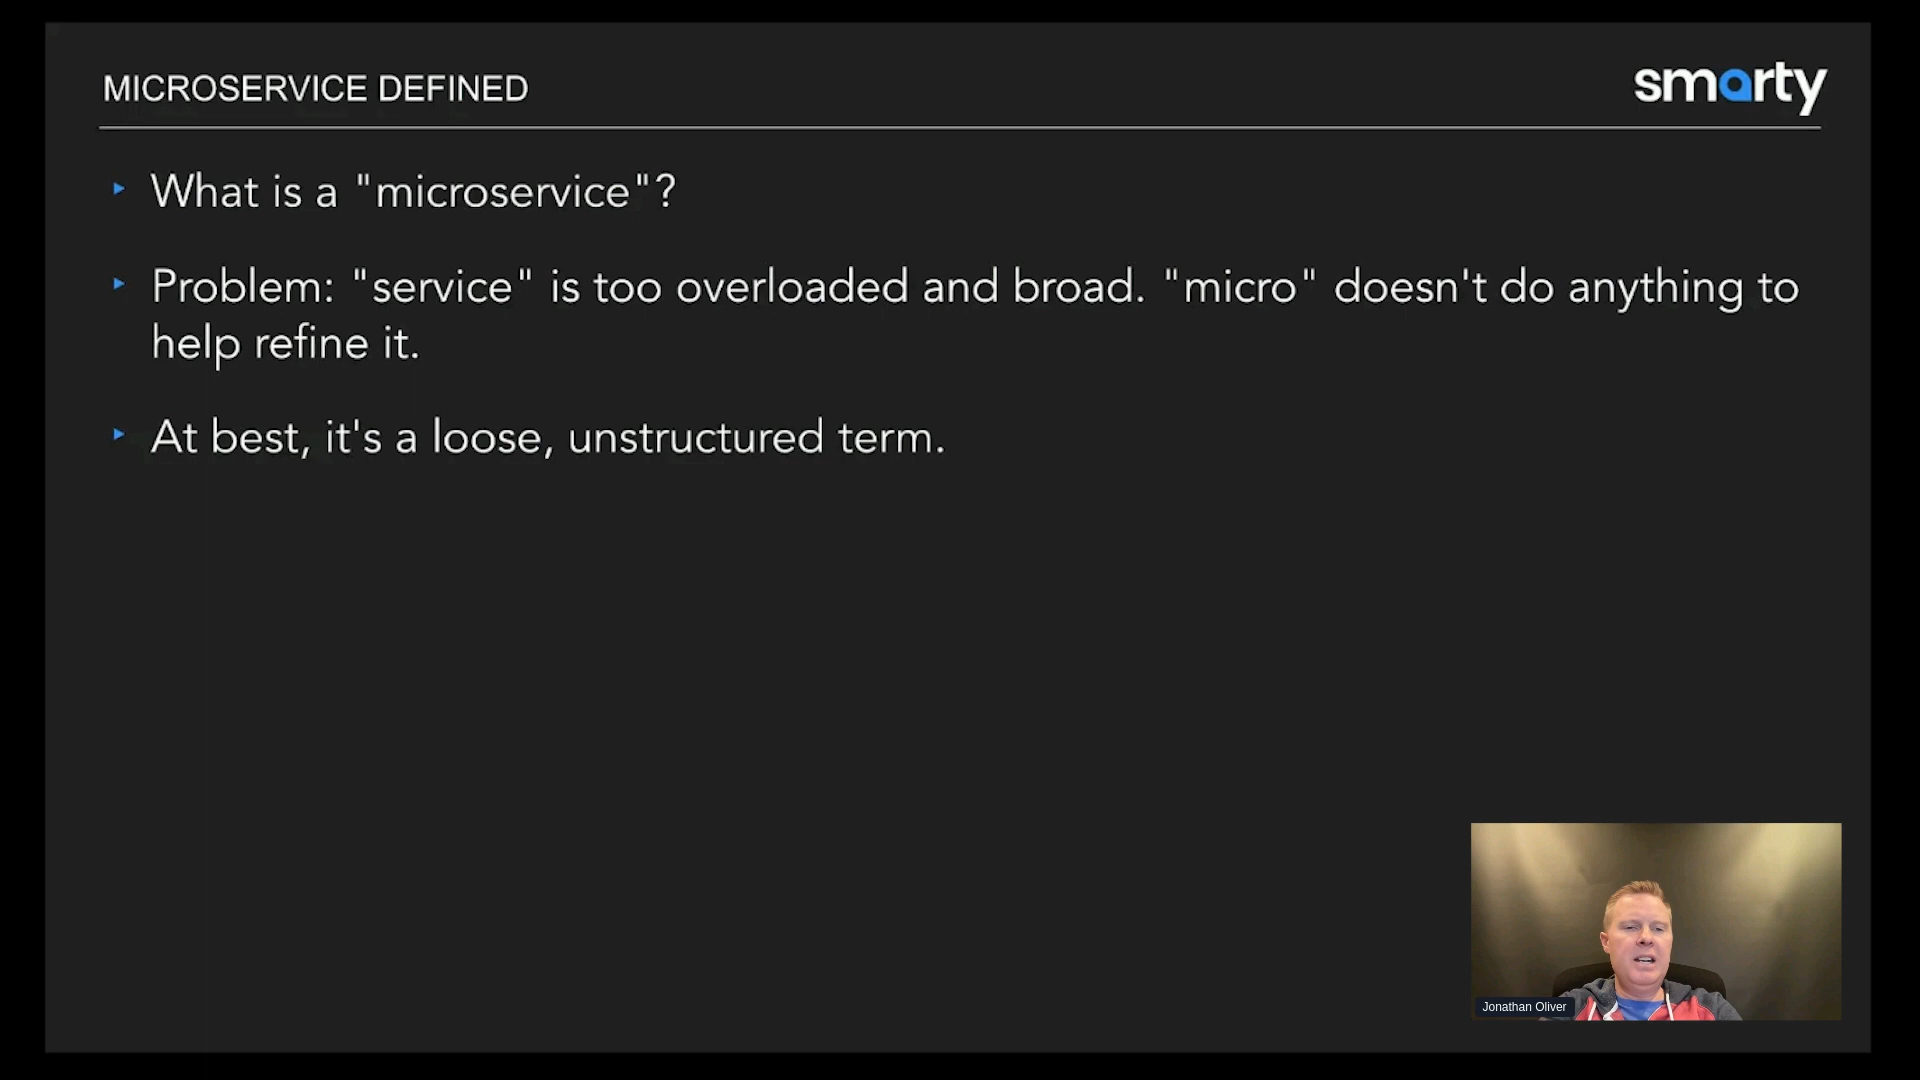 MICROSERVICE DEFINED
smarty
What is a "microservice"?
Problem: "service" is too overloaded and broad. "micro" doesn't do anything to
help refine it.
At best, it's a loose, unstructured term.
Jonathan Oliver